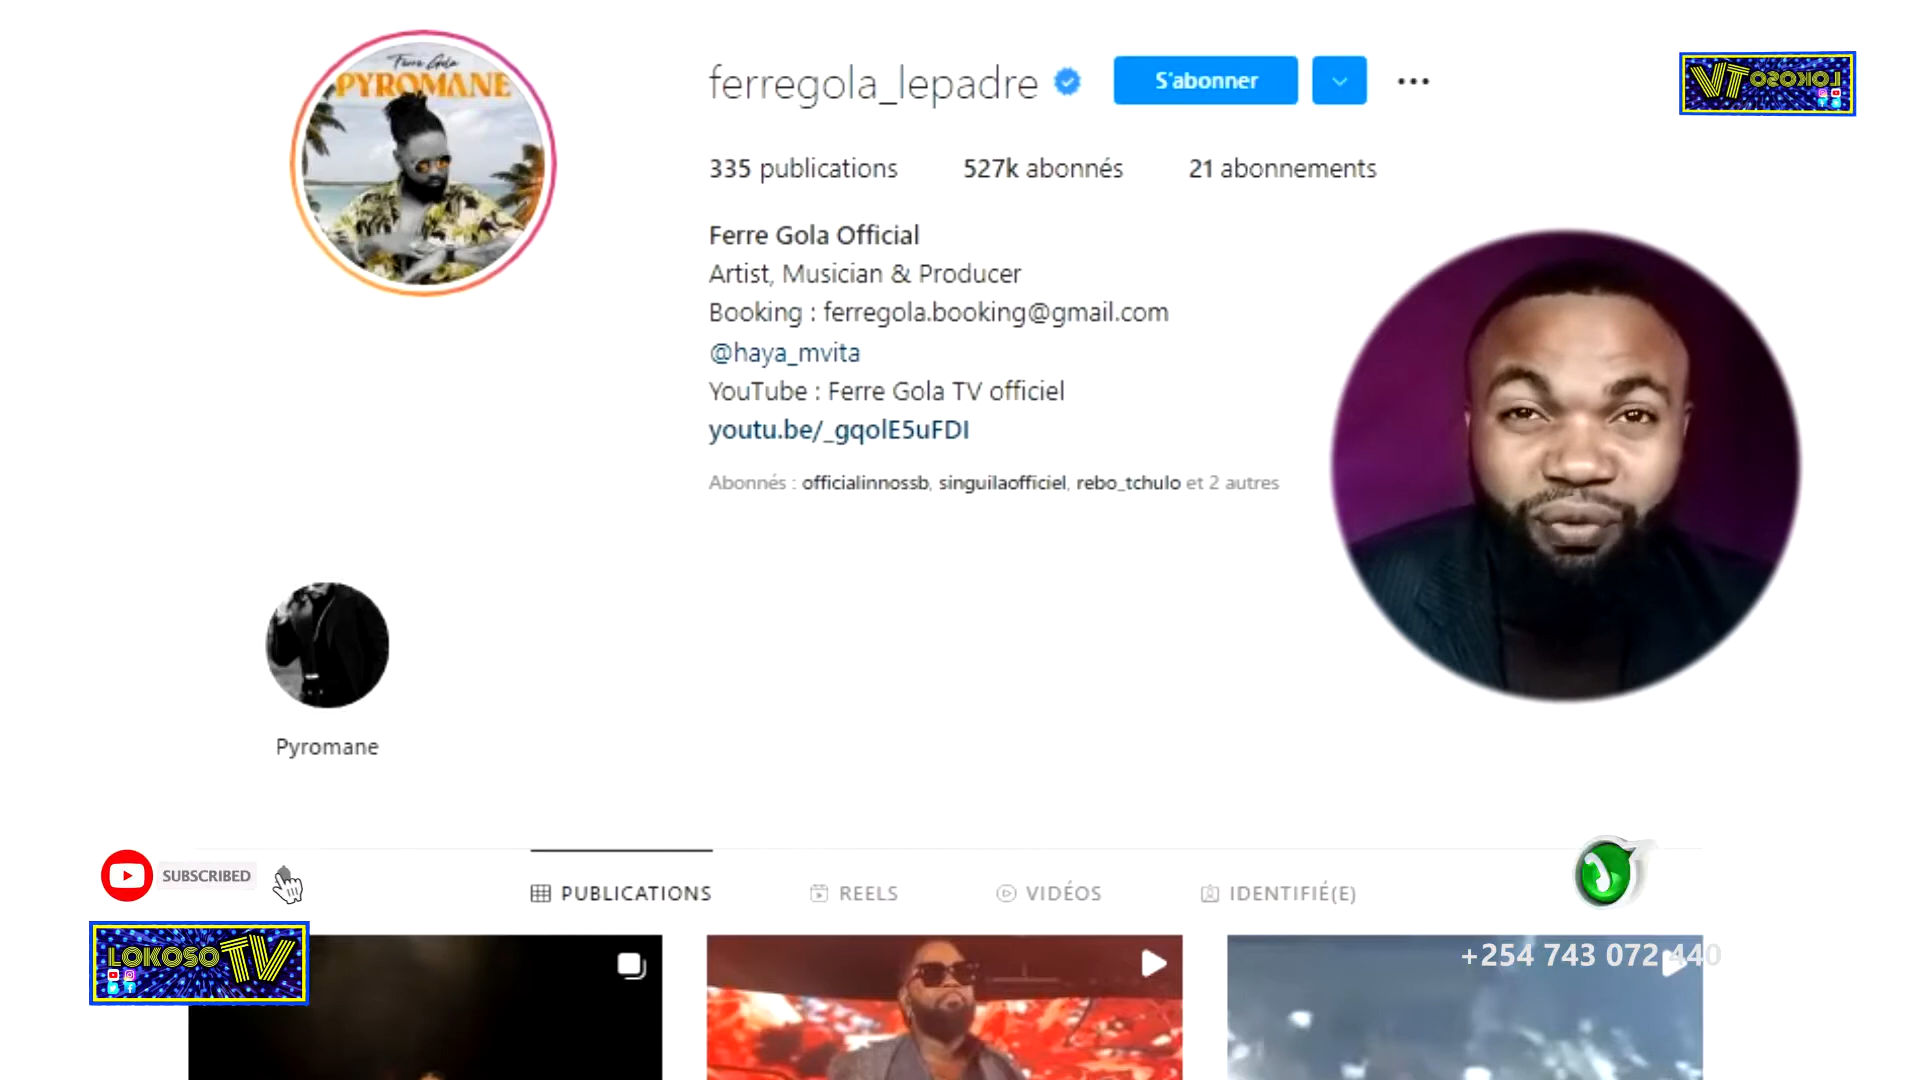 Ferre Gola
PYROMANE
ferregola_lepadre
S'abonner
335 publications
527k abonnés
21 abonnements
Ferre Gola Official
Artist, Musician & Producer
Booking : ferregola.booking@gmail.com
@haya_mvita
YouTube : Ferre Gola TV officiel
youtu.be/_gqolE5uFDI
Abonnés : officialinnossb, singuilaofficiel, rebo_tchulo et 2 autres
LOKOSO TV
Pyromane
SUBSCRIBED
PUBLICATIONS
REELS
VIDÉOS
IDENTIFIÉ(E)
LOKOSO TV
+254 743 072 440